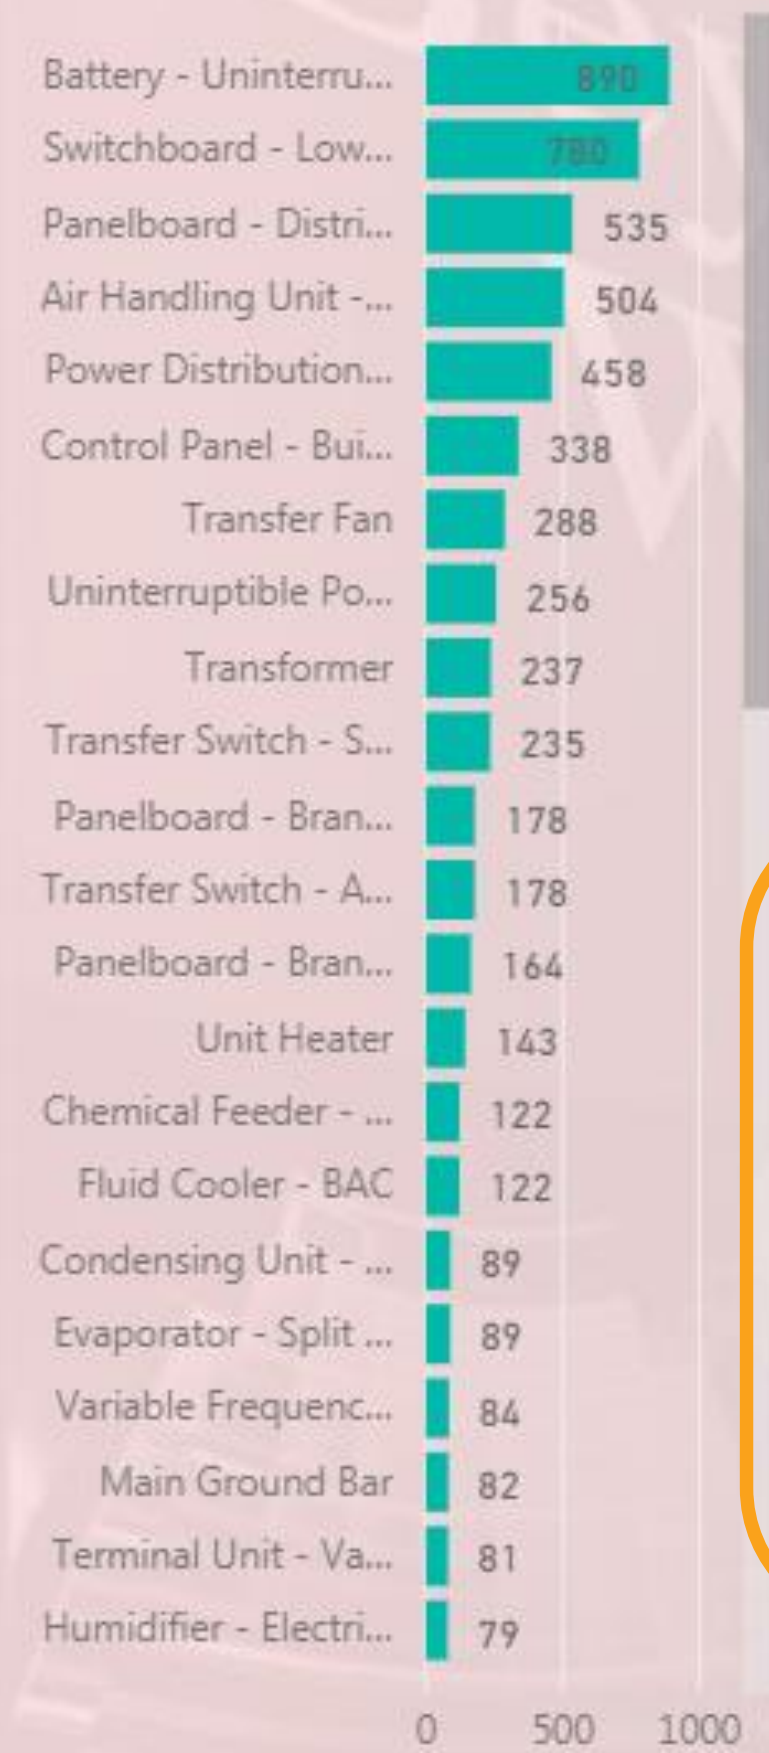 Battery - Uninterru... 890
Switchboard - Low... 780
Panelboard - Distri... 535
Air Handling Unit -... 504
Power Distribution... 458
Control Panel - Bui... 338
Transfer Fan 288
Uninterruptible Po... 256
Transformer 237
Transfer Switch - S... 235
Panelboard - Bran... 178
Transfer Switch - A... 178
Panelboard - Bran... 164
Unit Heater 143
Chemical Feeder - ... 122
Fluid Cooler - BAC 122
Condensing Unit - ... 89
Evaporator - Split ... 89
Variable Frequenc... 84
Main Ground Bar 82
Terminal Unit - Va... 81
Humidifier - Electri... 79
0 500 1000